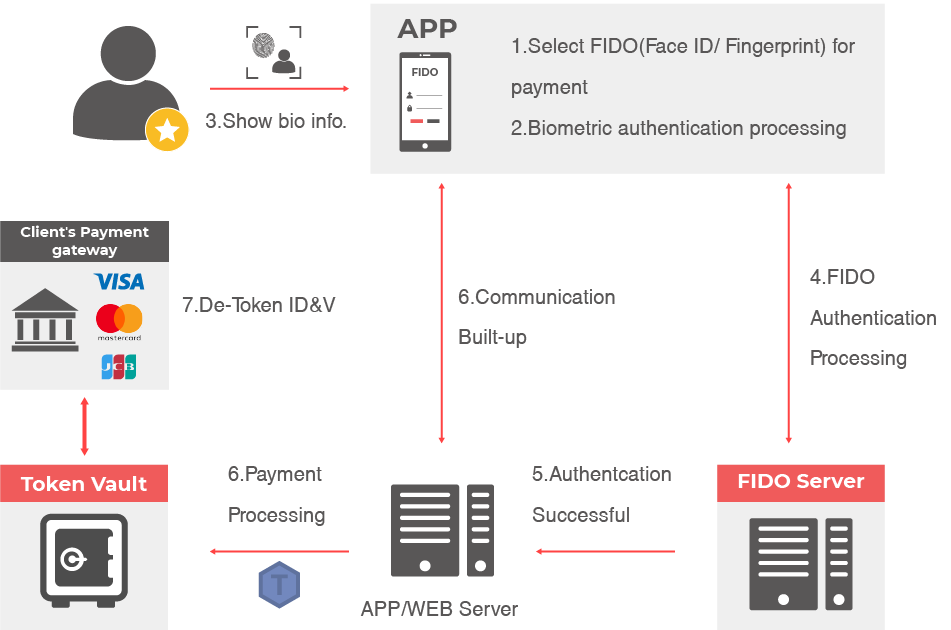 APP
FIDO
1.Select FIDO(Face ID/ Fingerprint) for
payment
2.Biometric authentication processing
3.Show bio info.
Client's Payment
gateway
VISA
mastercard
JCB
7.De-Token ID&V
6.Communication
Built-up
4.FIDO
Authentication
Processing
Token Vault
6.Payment
Processing
T
APP/WEB Server
5.Authentcation
Successful
FIDO Server